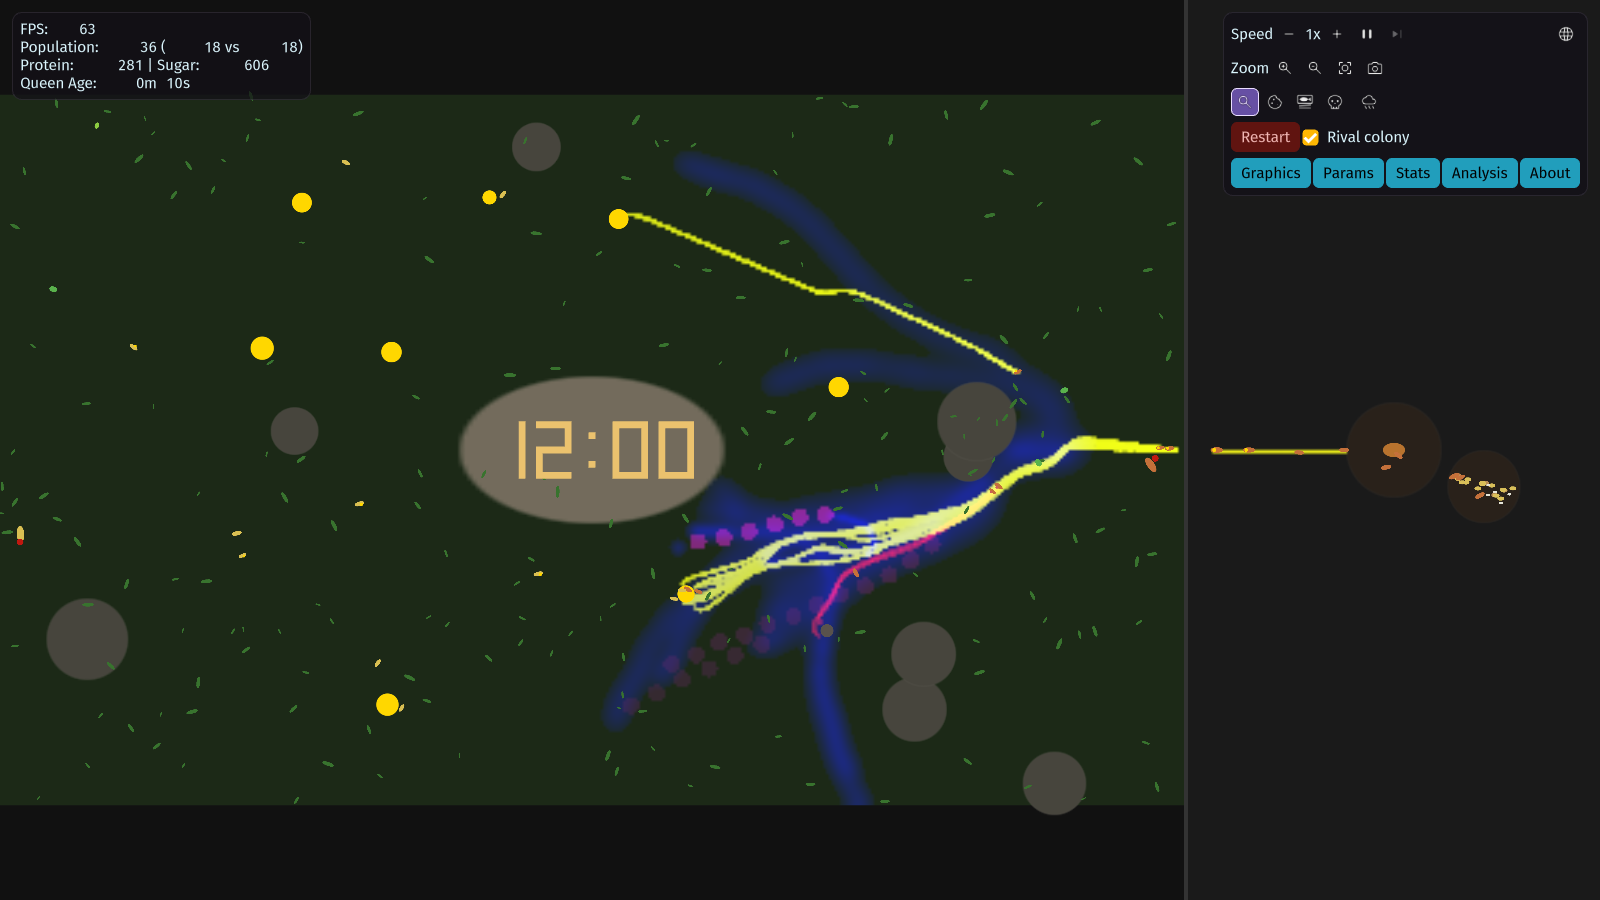 FPS: 63
Population: 36 ( 18 vs 18)
Protein: 281 | Sugar: 606
Queen Age: 0m 10s
Speed − 1x +
Zoom
Restart Rival colony
Graphics Params Stats Analysis About
12:00